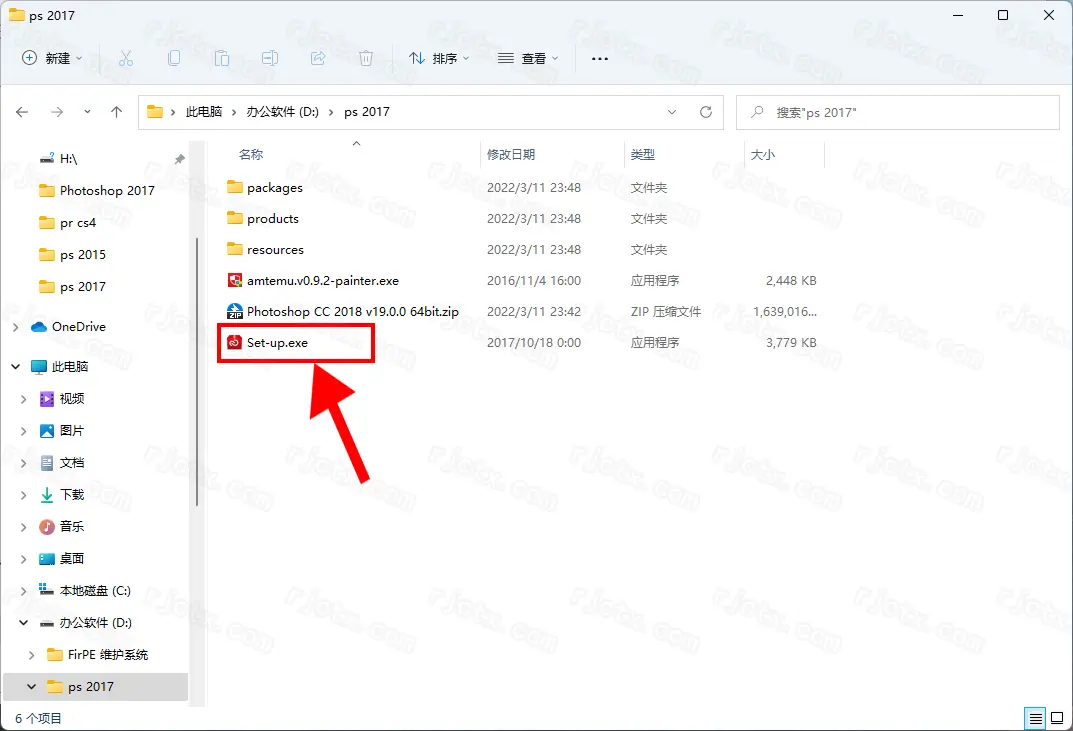 ps 2017
新建
排序
查看
此电脑 办公软件 (D:) ps 2017
搜索"ps 2017"
名称 修改日期 类型 大小
packages 2022/3/11 23:48 文件夹
products 2022/3/11 23:48 文件夹
resources 2022/3/11 23:48 文件夹
amtemu.v0.9.2-painter.exe 2016/11/4 16:00 应用程序 2,448 KB
Photoshop CC 2018 v19.0.0 64bit.zip 2022/3/11 23:42 ZIP 压缩文件 1,639,016...
Set-up.exe 2017/10/18 0:00 应用程序 3,779 KB
H:\
Photoshop 2017
pr cs4
ps 2015
ps 2017
OneDrive
此电脑
视频
图片
文档
下载
音乐
桌面
本地磁盘 (C:)
办公软件 (D:)
FirPE 维护系统
ps 2017
6 个项目